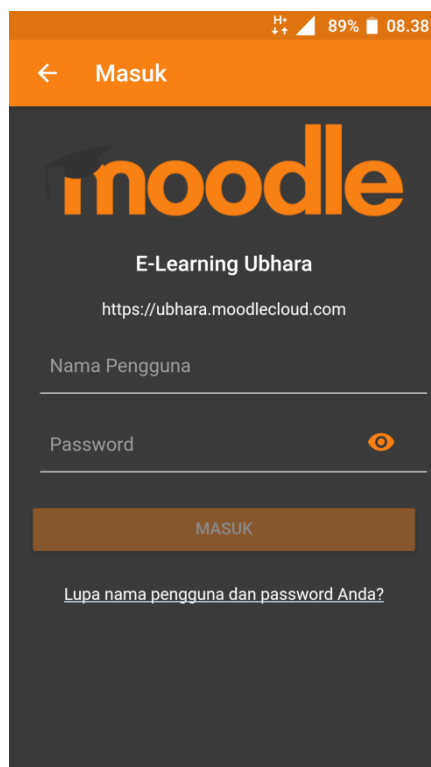 H+ 89% 08.38
Masuk
moodle
E-Learning Ubhara
https://ubhara.moodlecloud.com
Nama Pengguna
Password
MASUK
Lupa nama pengguna dan password Anda?